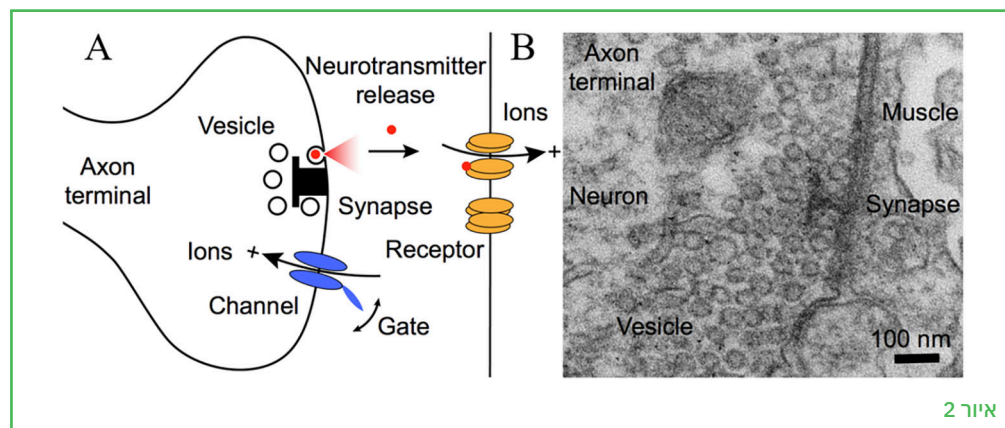 A
Neurotransmitter
release
Vesicle
Axon
terminal
Synapse
Ions +
Receptor
Channel
Gate
Ions
+
B
Axon
terminal
Muscle
Neuron
Synapse
Vesicle
100 nm
איור 2